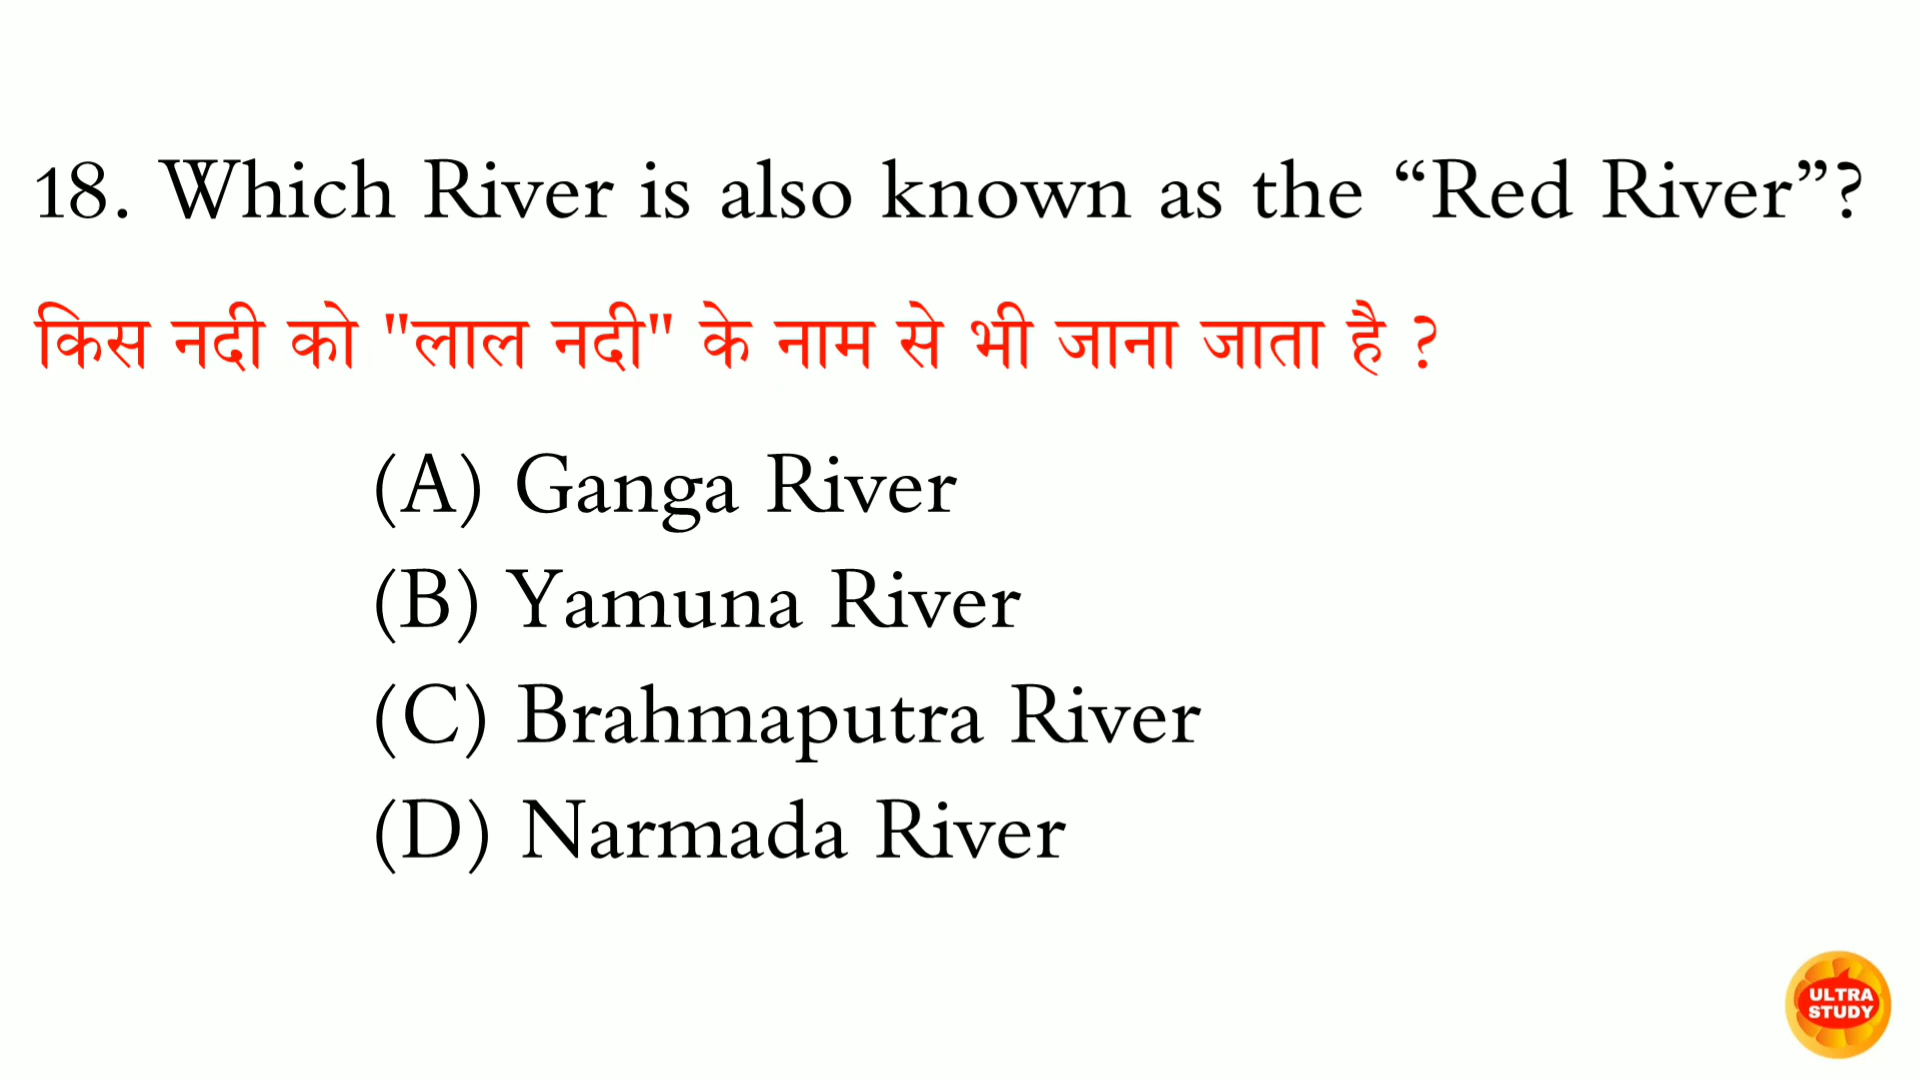 18. Which River is also known as the “Red River”?
किस नदी को "लाल नदी" के नाम से भी जाना जाता है ?
(A) Ganga River
(B) Yamuna River
(C) Brahmaputra River
(D) Narmada River
ULTRA
STUDY